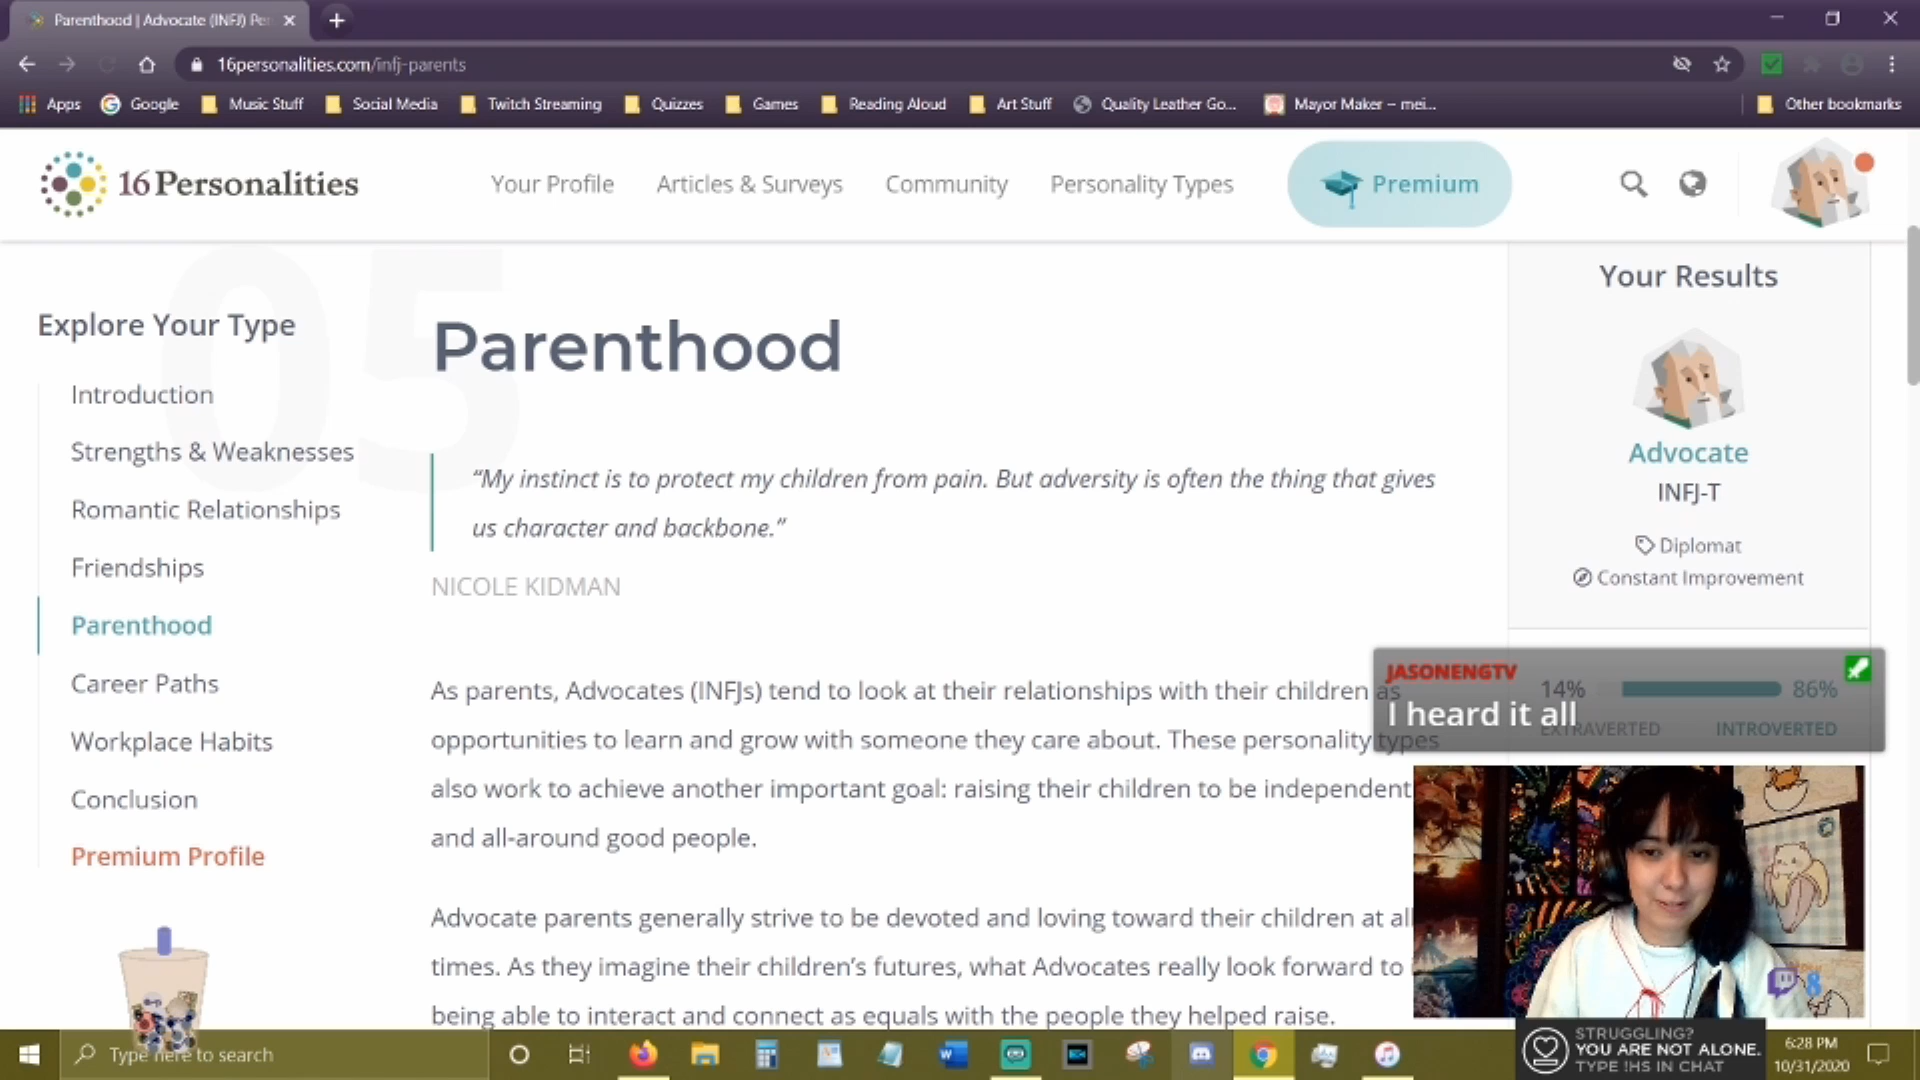 Parenthood | Advocate (INFJ) Per
16personalities.com/infj-parents
Apps
Google
Music Stuff
Social Media
Twitch Streaming
Quizzes
Games
Reading Aloud
Art Stuff
Quality Leather Go...
Mayor Maker – mei...
Other bookmarks
16Personalities
Your Profile
Articles & Surveys
Community
Personality Types
Premium
05
Explore Your Type
Introduction
Strengths & Weaknesses
Romantic Relationships
Friendships
Parenthood
Career Paths
Workplace Habits
Conclusion
Premium Profile
Parenthood
“My instinct is to protect my children from pain. But adversity is often the thing that gives
us character and backbone.”
NICOLE KIDMAN
As parents, Advocates (INFJs) tend to look at their relationships with their children as
opportunities to learn and grow with someone they care about. These personality types
also work to achieve another important goal: raising their children to be independent
and all-around good people.
Advocate parents generally strive to be devoted and loving toward their children at all
times. As they imagine their children’s futures, what Advocates really look forward to
being able to interact and connect as equals with the people they helped raise.
Your Results
Advocate
INFJ-T
Diplomat
Constant Improvement
JASONENGTV
I heard it all
14%
86%
EXTRAVERTED
INTROVERTED
8
Type here to search
STRUGGLING?
YOU ARE NOT ALONE.
TYPE !HS IN CHAT
6:28 PM
10/31/2020